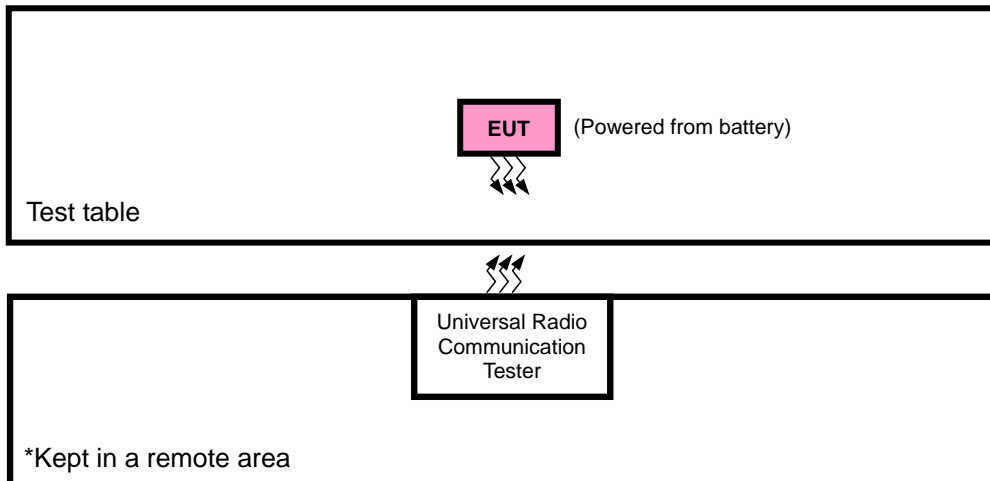 EUT
(Powered from battery)
Test table
Universal Radio
Communication
Tester
*Kept in a remote area